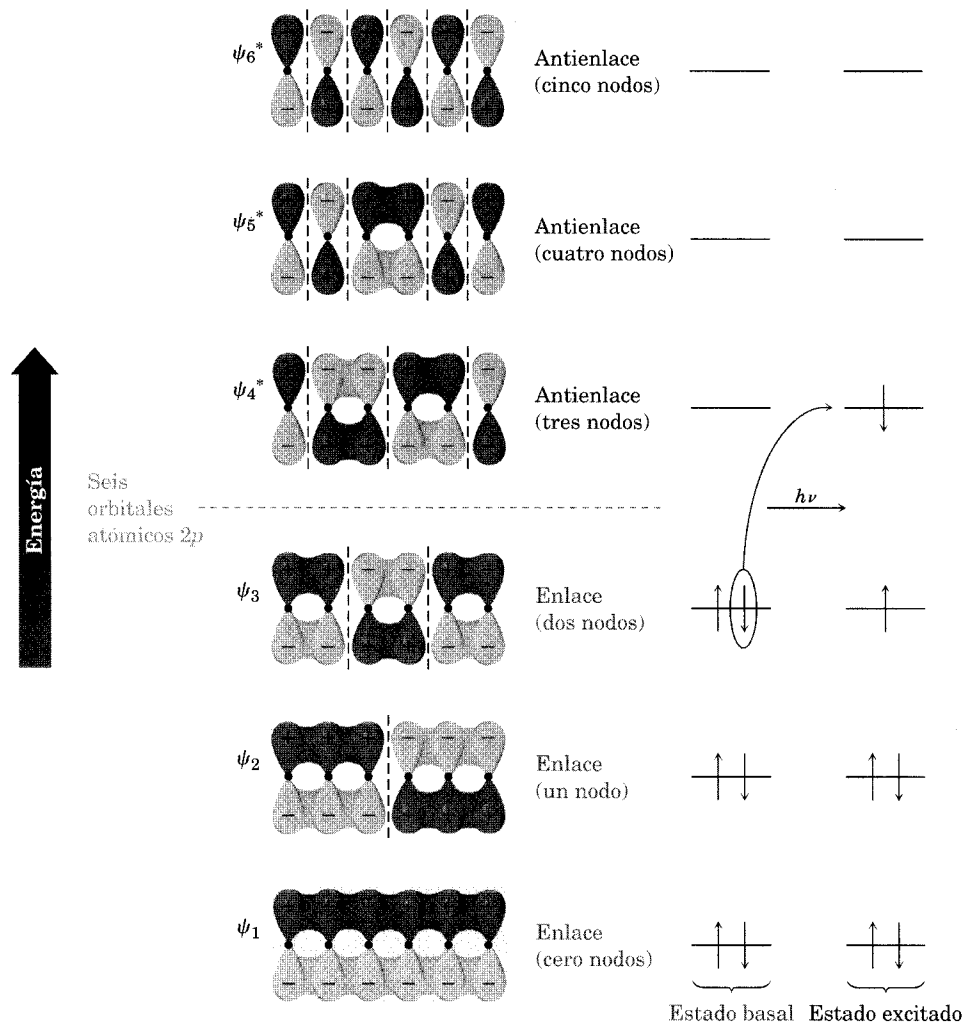 ψ6*
Antienlace
(cinco nodos)
ψ5*
Antienlace
(cuatro nodos)
ψ4*
Antienlace
(tres nodos)
Energía
Seis
orbitales
atómicos 2p
hν
ψ3
Enlace
(dos nodos)
ψ2
Enlace
(un nodo)
ψ1
Enlace
(cero nodos)
Estado basal Estado excitado